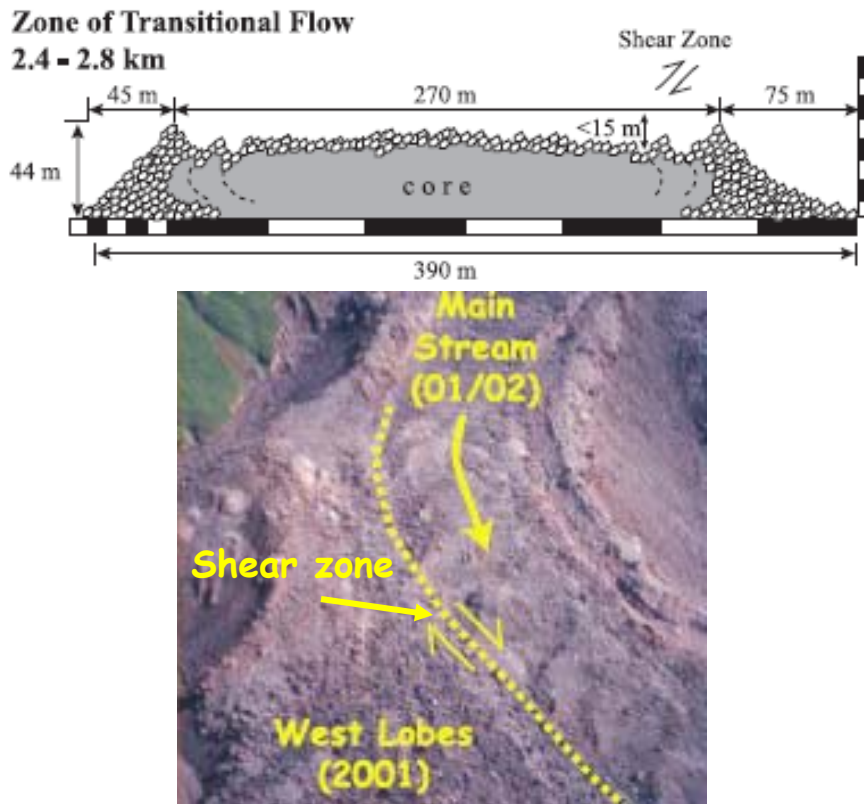 Zone of Transitional Flow
2.4 - 2.8 km
Shear Zone
45 m
270 m
75 m
<15 m
44 m
core
390 m
Main
Stream
(01/02)
Shear zone
West Lobes
(2001)